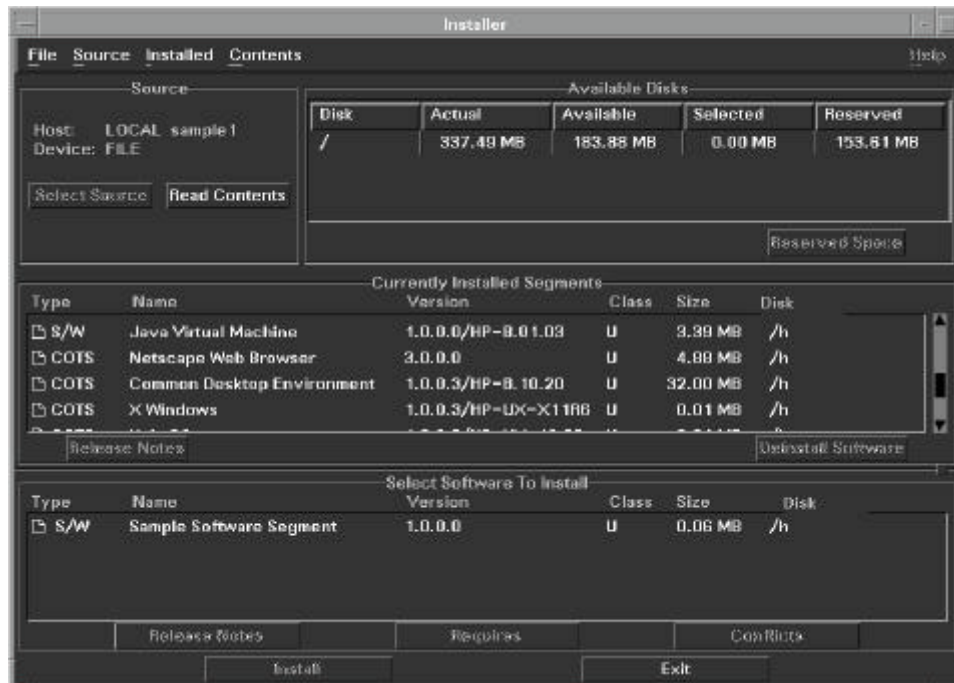 Installer
File Source Installed Contents Help
Source
Host: LOCAL sample1
Device: FILE
Select Source Read Contents
Available Disks
Disk Actual Available Selected Reserved
/ 337.49 MB 183.88 MB 0.00 MB 153.61 MB
Reserved Space
Currently Installed Segments
Type Name Version Class Size Disk
S/W Java Virtual Machine 1.0.0.0/HP-B.01.03 U 3.39 MB /h
COTS Netscape Web Browser 3.0.0.0 U 4.88 MB /h
COTS Common Desktop Environment 1.0.0.3/HP-B.10.20 U 32.00 MB /h
COTS X Windows 1.0.0.3/HP-UX-X11R6 U 0.01 MB /h
Release Notes Deinstall Software
Select Software To Install
Type Name Version Class Size Disk
S/W Sample Software Segment 1.0.0.0 U 0.06 MB /h
Release Notes Requires Conflicts
Install Exit